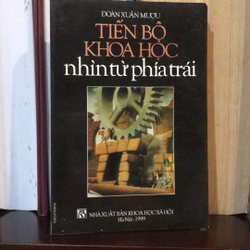 ĐOÀN XUÂN MƯỢU
TIẾN BỘ
KHOA HỌC
nhìn từ phía trái
NHÀ XUẤT BẢN KHOA HỌC XÃ HỘI
Hà Nội - 1999